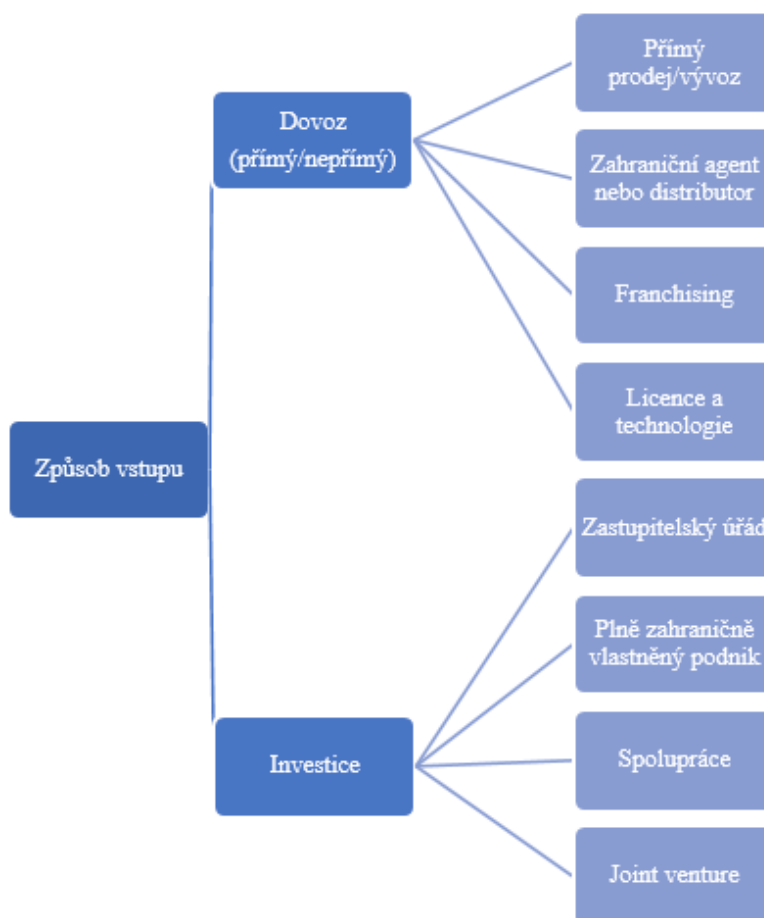 Přímý
prodej/vývoz
Dovoz
(přímý/nepřímý)
Zahraniční agent
nebo distributor
Franchising
Licence a
technologie
Způsob vstupu
Zastupitelský úřád
Plně zahraničně
vlastněný podnik
Investice
Spolupráce
Joint venture